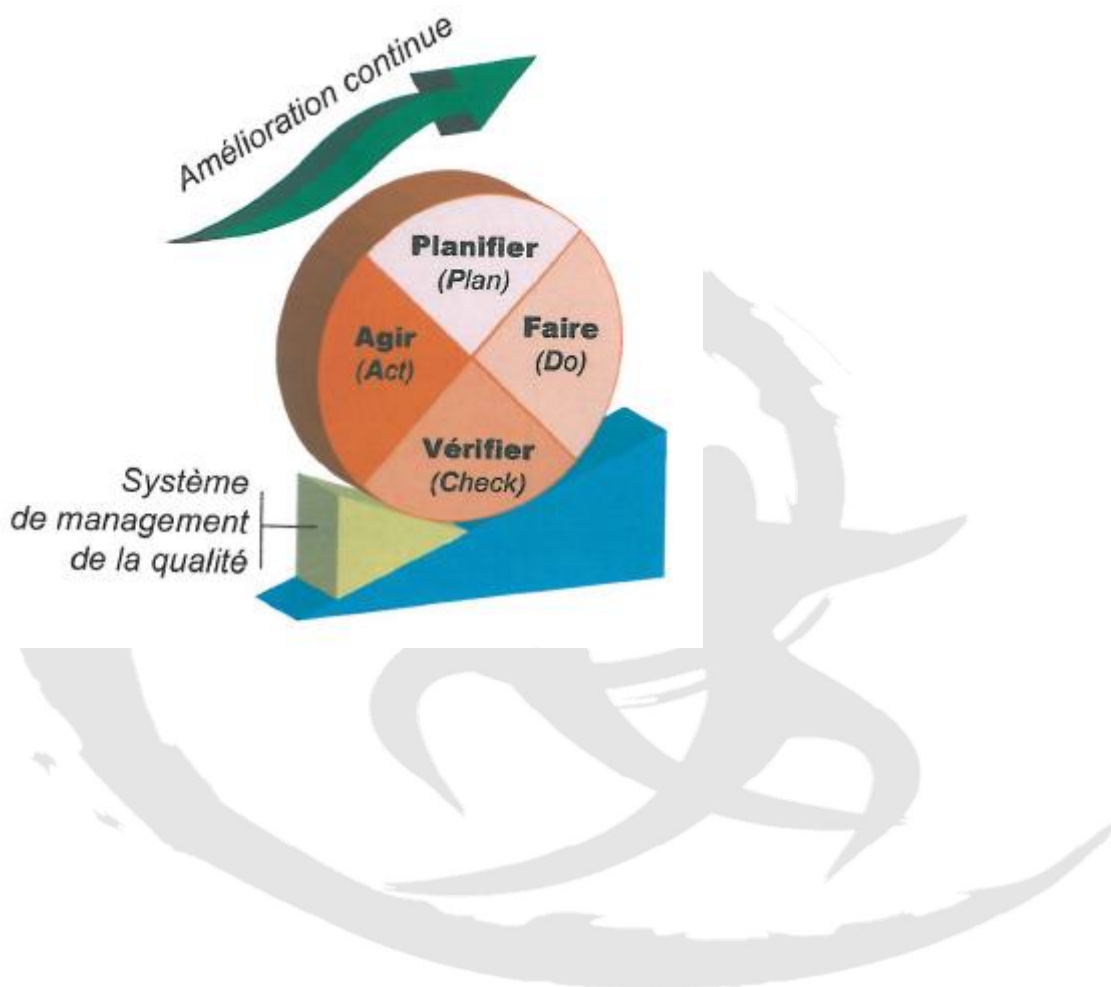 Amélioration continue
Planifier
(Plan)
Faire
(Do)
Agir
(Act)
Vérifier
(Check)
Système
de management
de la qualité